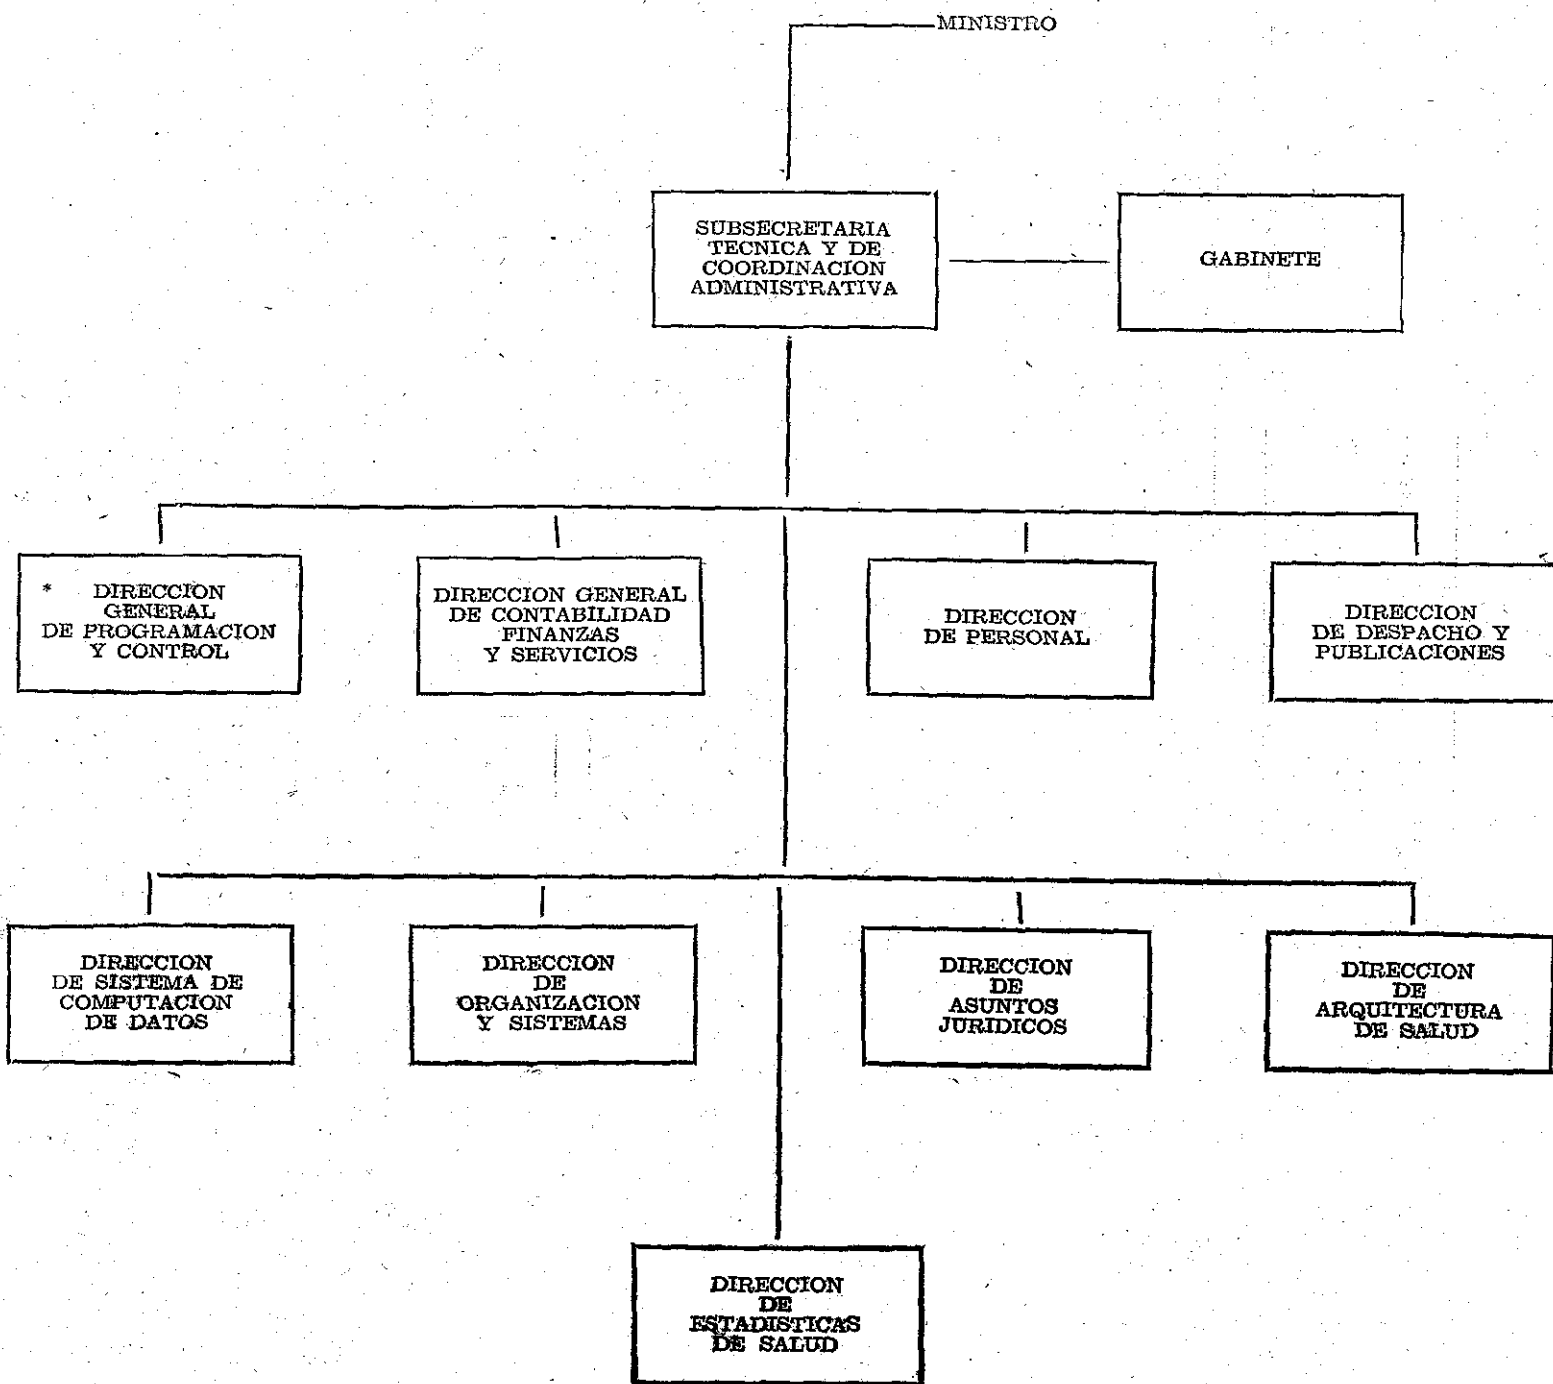 MINISTRO
SUBSECRETARIA
TECNICA Y DE
COORDINACION
ADMINISTRATIVA
GABINETE
* DIRECCION
GENERAL
DE PROGRAMACION
Y CONTROL
DIRECCION GENERAL
DE CONTABILIDAD
FINANZAS
Y SERVICIOS
DIRECCION
DE PERSONAL
DIRECCION
DE DESPACHO Y
PUBLICACIONES
DIRECCION
DE SISTEMA DE
COMPUTACION
DE DATOS
DIRECCION
DE
ORGANIZACION
Y SISTEMAS
DIRECCION
DE
ASUNTOS
JURIDICOS
DIRECCION
DE
ARQUITECTURA
DE SALUD
DIRECCION
DE
ESTADISTICAS
DE SALUD